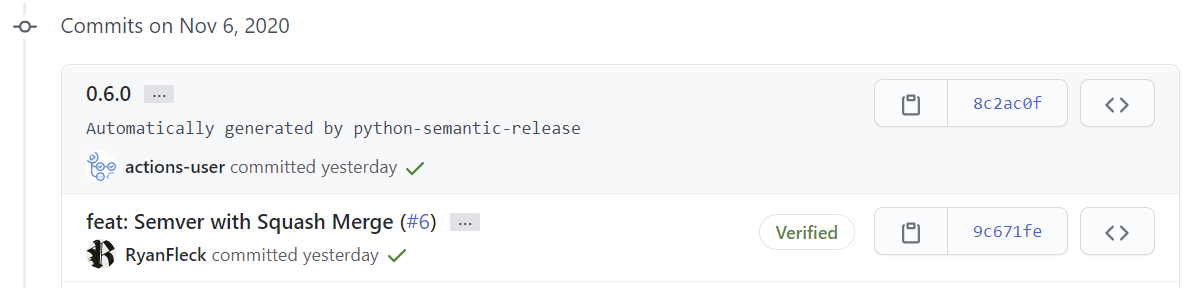 Commits on Nov 6, 2020
0.6.0 ...
8c2ac0f
Automatically generated by python-semantic-release
actions-user committed yesterday
feat: Semver with Squash Merge (#6) ...
Verified
9c671fe
RyanFleck committed yesterday